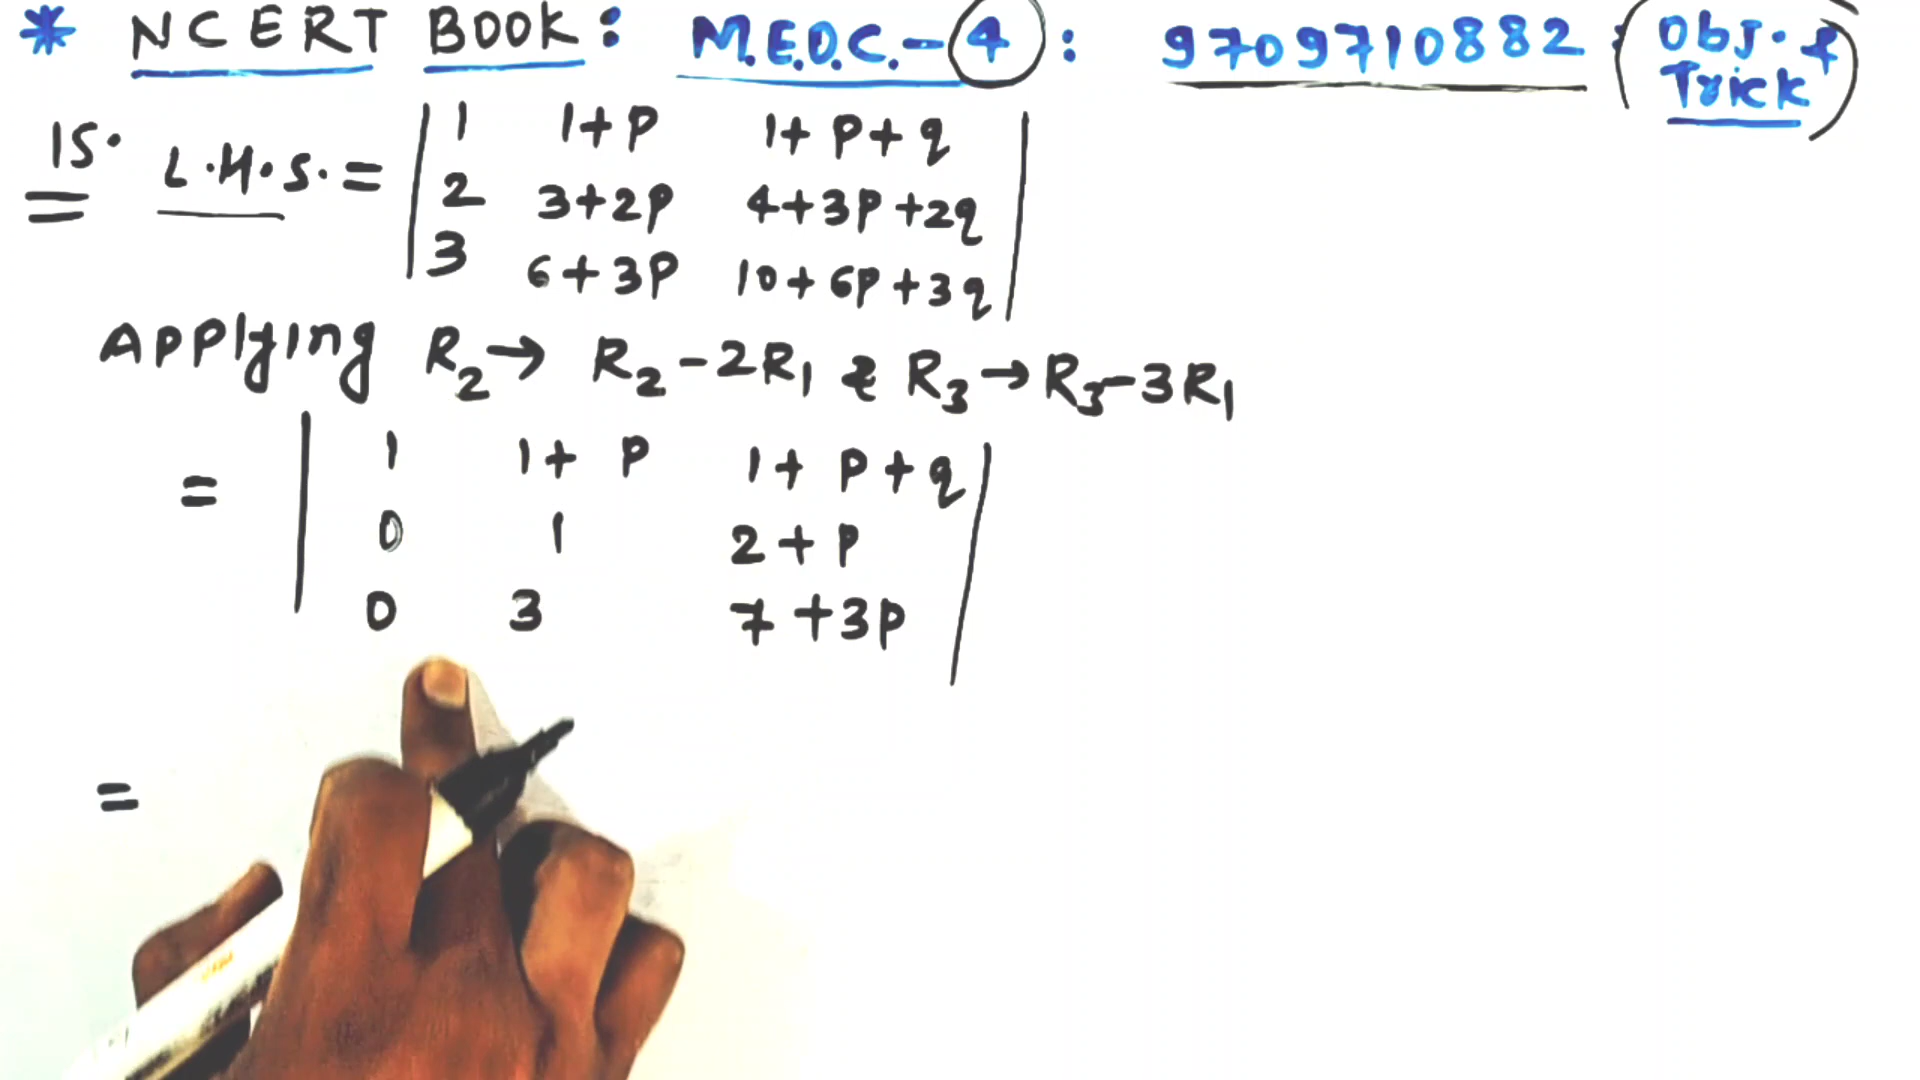 * NCERT BOOK: M.E.O.C.-4: 9709710882: Obj. &
Trick
15. L.H.S. = | 1 1+P 1+P+q |
2 3+2P 4+3P+2q
3 6+3P 10+6P+3q
Applying R2→ R2-2R1 & R3→R3-3R1
= | 1 1+P 1+P+q |
0 1 2+P
0 3 7+3P
=